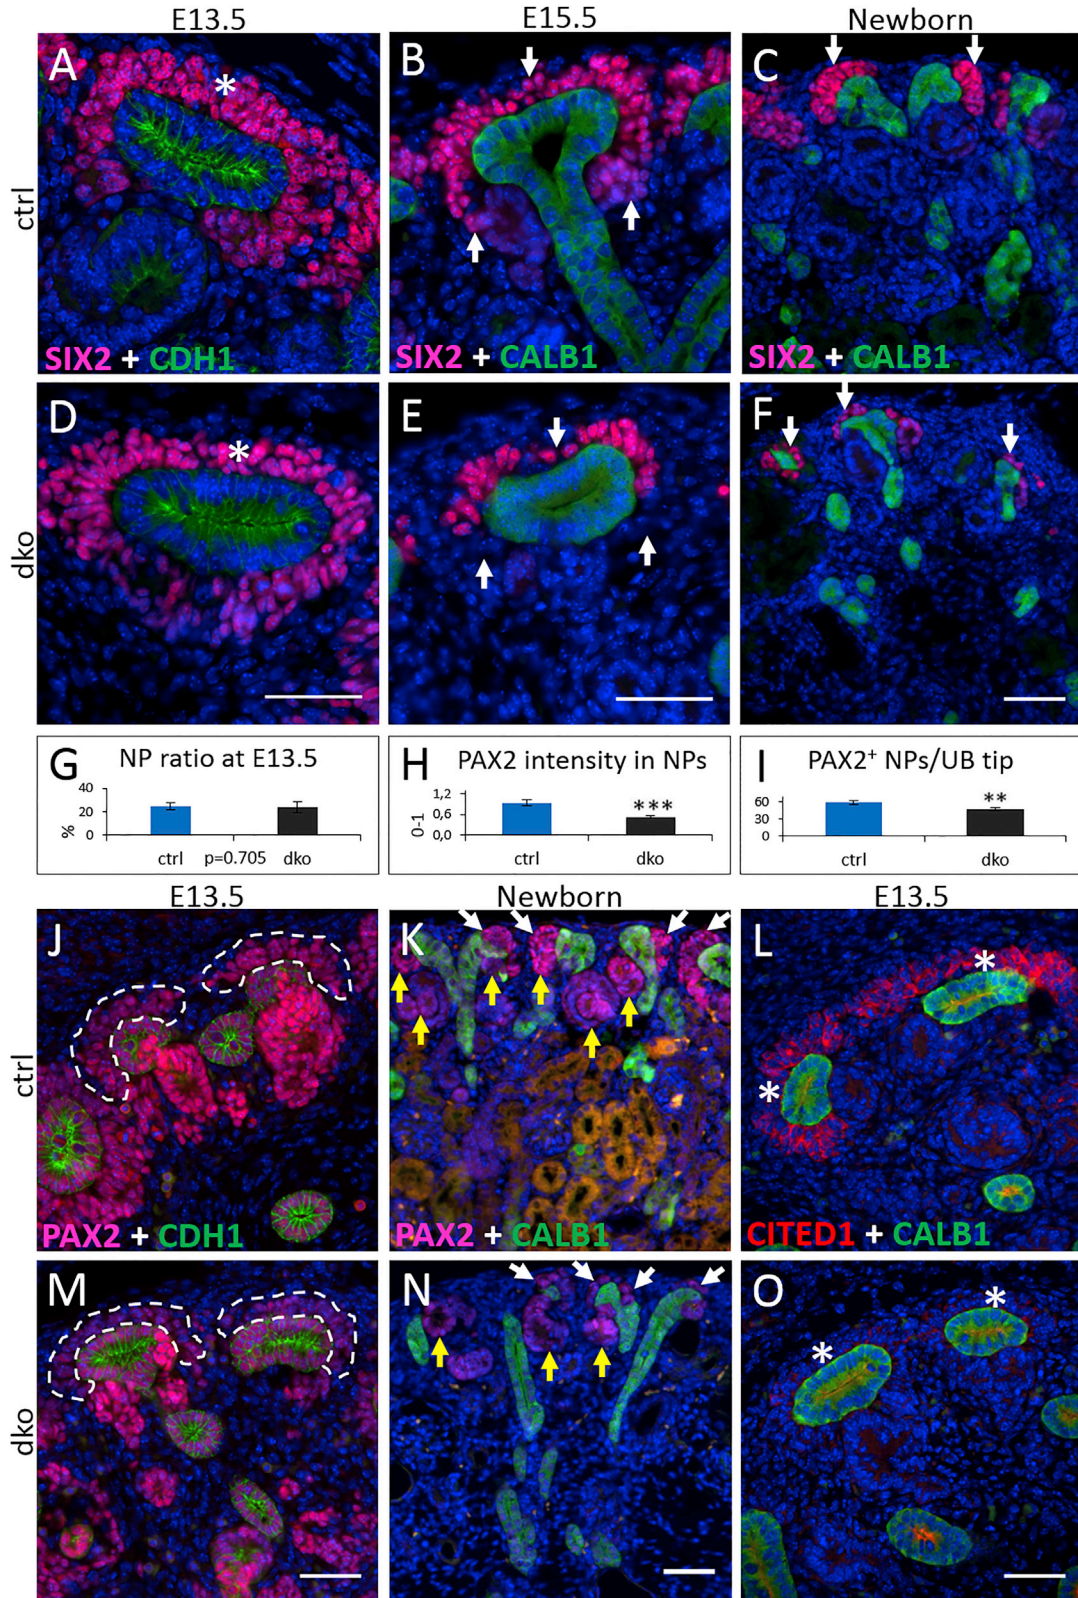 E13.5 E15.5 Newborn
ctrl
A * SIX2 + CDH1
B SIX2 + CALB1
C SIX2 + CALB1
dko
D *
E
F
G NP ratio at E13.5
40
20
0
%
ctrl p=0.705 dko
H PAX2 intensity in NPs
1,2
0,6
0,0
0-1
***
ctrl dko
I PAX2⁺ NPs/UB tip
60
30
0
**
ctrl dko
E13.5 Newborn E13.5
ctrl
J PAX2 + CDH1
K PAX2 + CALB1
L * * CITED1 + CALB1
dko
M
N
O * *